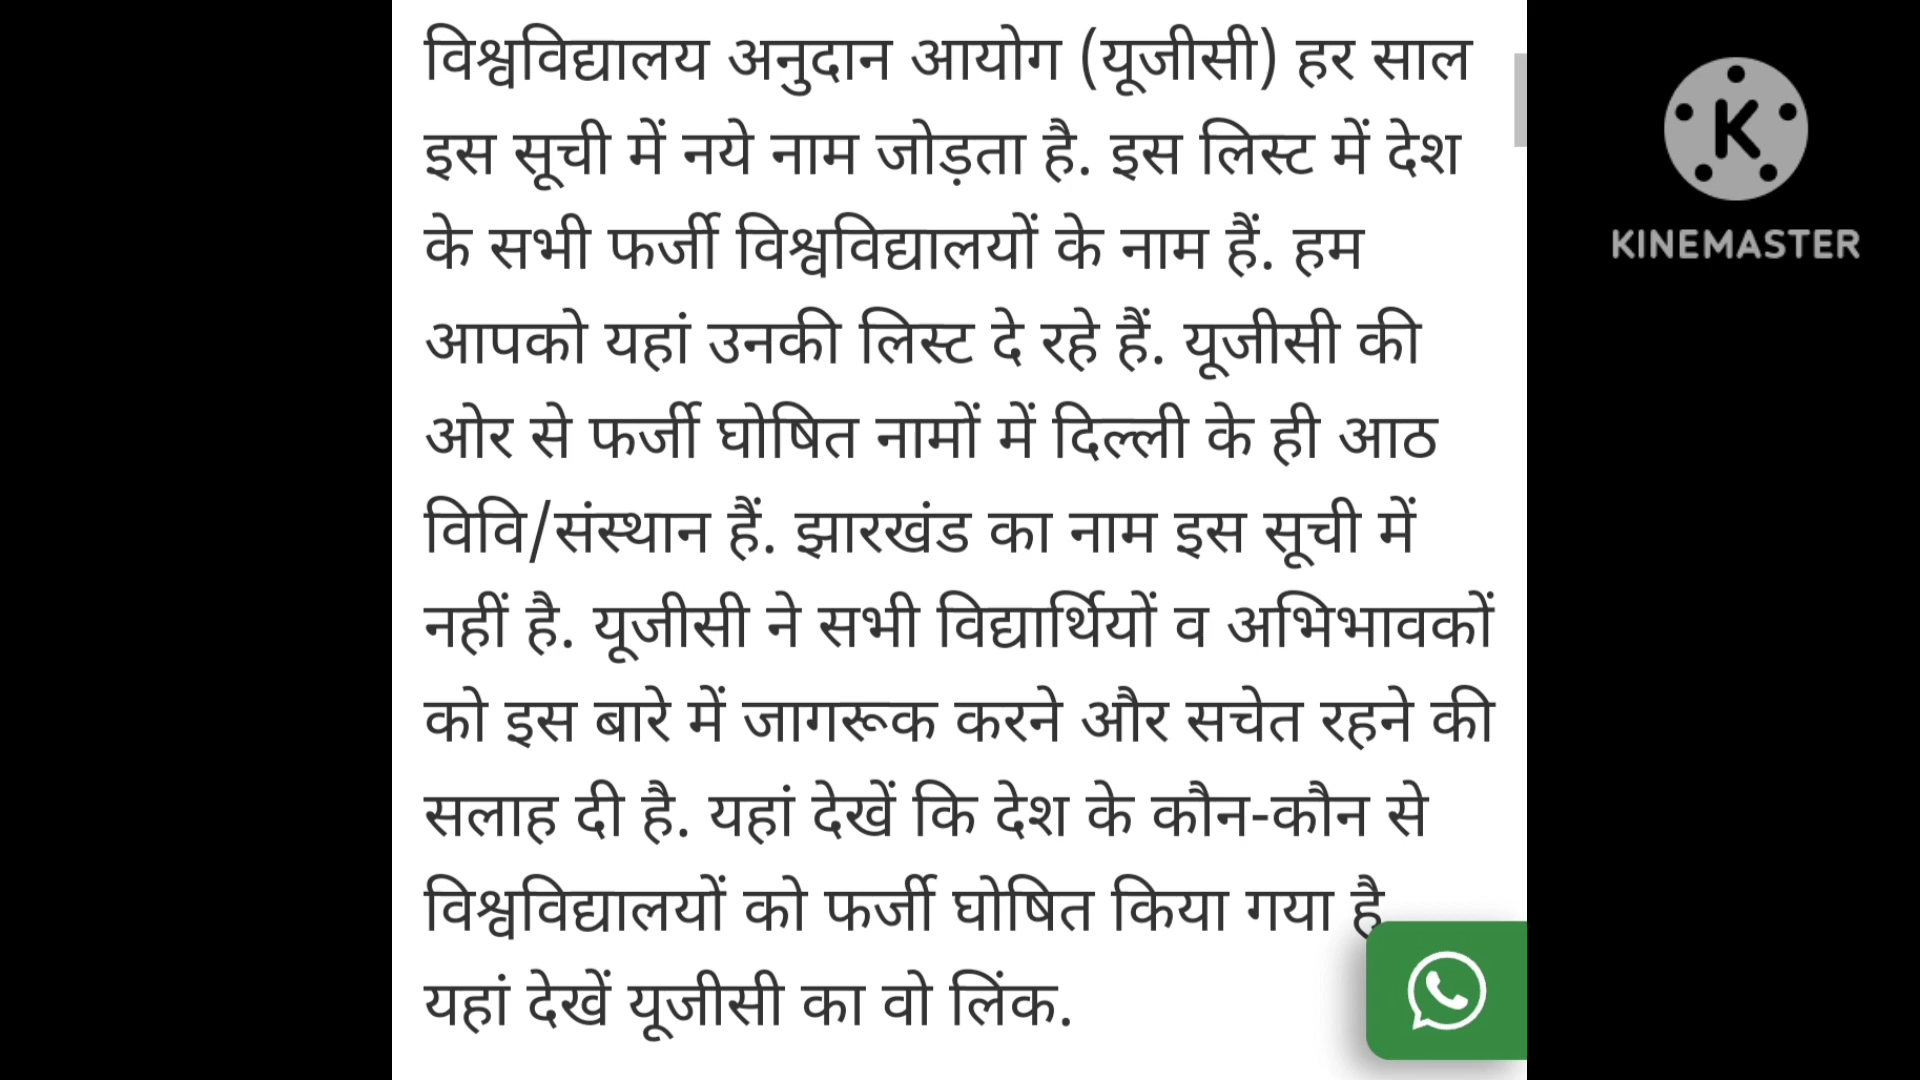 विश्वविद्यालय अनुदान आयोग (यूजीसी) हर साल
इस सूची में नये नाम जोड़ता है. इस लिस्ट में देश
के सभी फर्जी विश्वविद्यालयों के नाम हैं. हम
आपको यहां उनकी लिस्ट दे रहे हैं. यूजीसी की
ओर से फर्जी घोषित नामों में दिल्ली के ही आठ
विवि/संस्थान हैं. झारखंड का नाम इस सूची में
नहीं है. यूजीसी ने सभी विद्यार्थियों व अभिभावकों
को इस बारे में जागरूक करने और सचेत रहने की
सलाह दी है. यहां देखें कि देश के कौन-कौन से
विश्वविद्यालयों को फर्जी घोषित किया गया है
यहां देखें यूजीसी का वो लिंक.
K
KINEMASTER